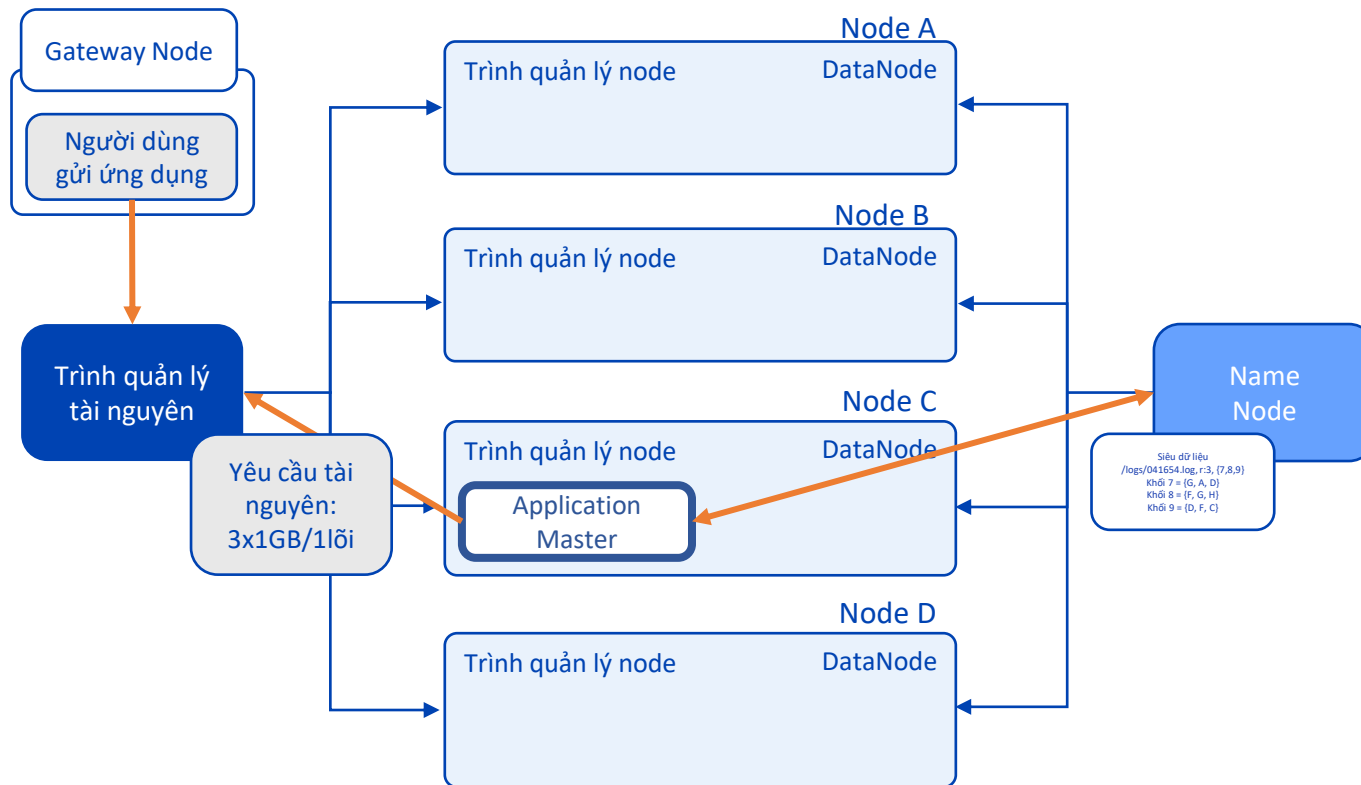 Gateway Node
Người dùng
gửi ứng dụng
Trình quản lý
tài nguyên
Yêu cầu tài
nguyên:
3x1GB/1lõi
Node A
Trình quản lý node
DataNode
Node B
Trình quản lý node
DataNode
Node C
Trình quản lý node
DataNode
Application
Master
Node D
Trình quản lý node
DataNode
Name
Node
Siêu dữ liệu
/logs/041654.log, r:3, {7,8,9}
Khối 7 = {G, A, D}
Khối 8 = {F, G, H}
Khối 9 = {D, F, C}